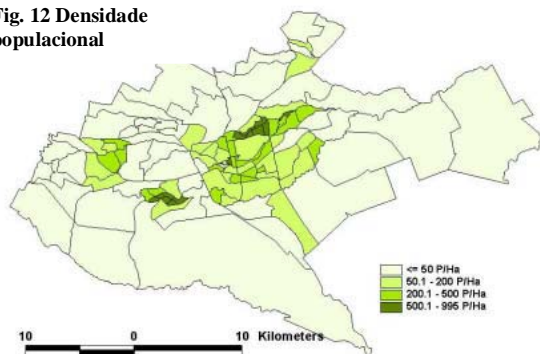 Fig. 12 Densidade
populacional
<= 50 P/Ha
50.1 - 200 P/Ha
200.1 - 500 P/Ha
500.1 - 995 P/Ha
10 0 10 Kilometers